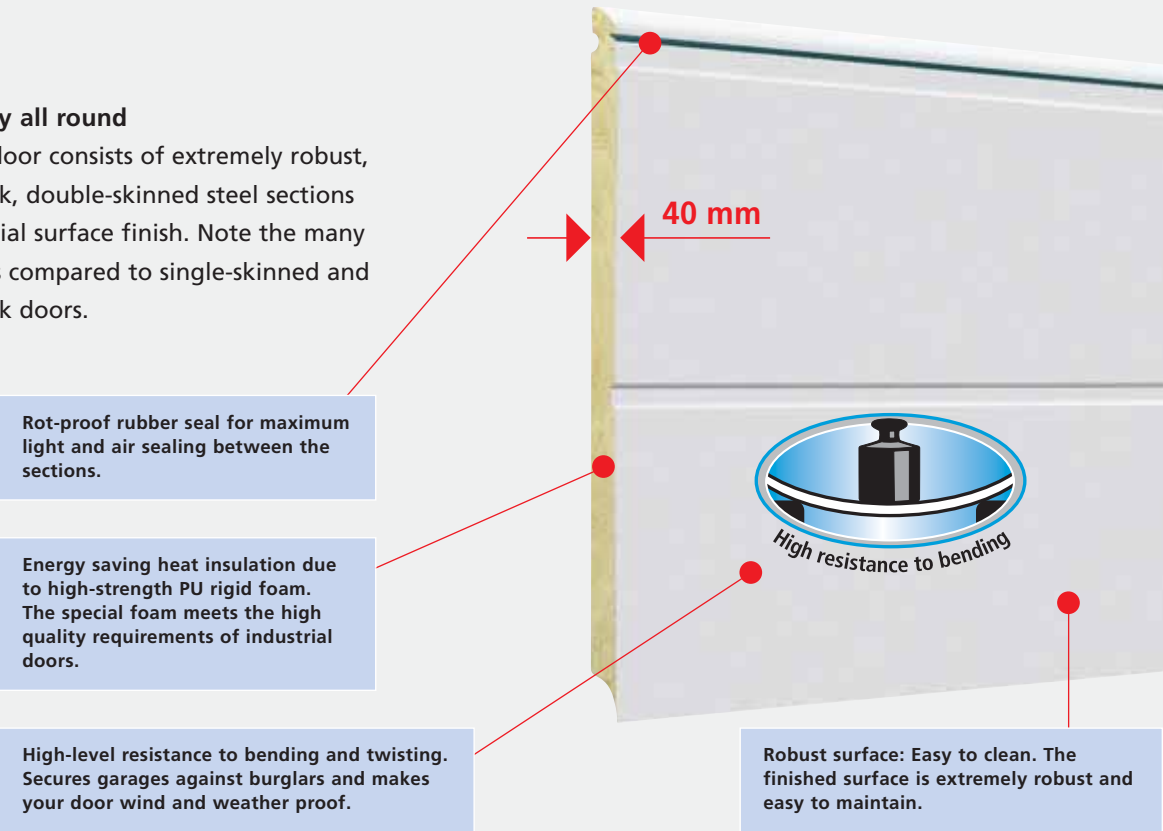 y all round
loor consists of extremely robust,
k, double-skinned steel sections
ial surface finish. Note the many
s compared to single-skinned and
k doors.
40 mm
Rot-proof rubber seal for maximum
light and air sealing between the
sections.
Energy saving heat insulation due
to high-strength PU rigid foam.
The special foam meets the high
quality requirements of industrial
doors.
High resistance to bending
High-level resistance to bending and twisting.
Secures garages against burglars and makes
your door wind and weather proof.
Robust surface: Easy to clean. The
finished surface is extremely robust and
easy to maintain.